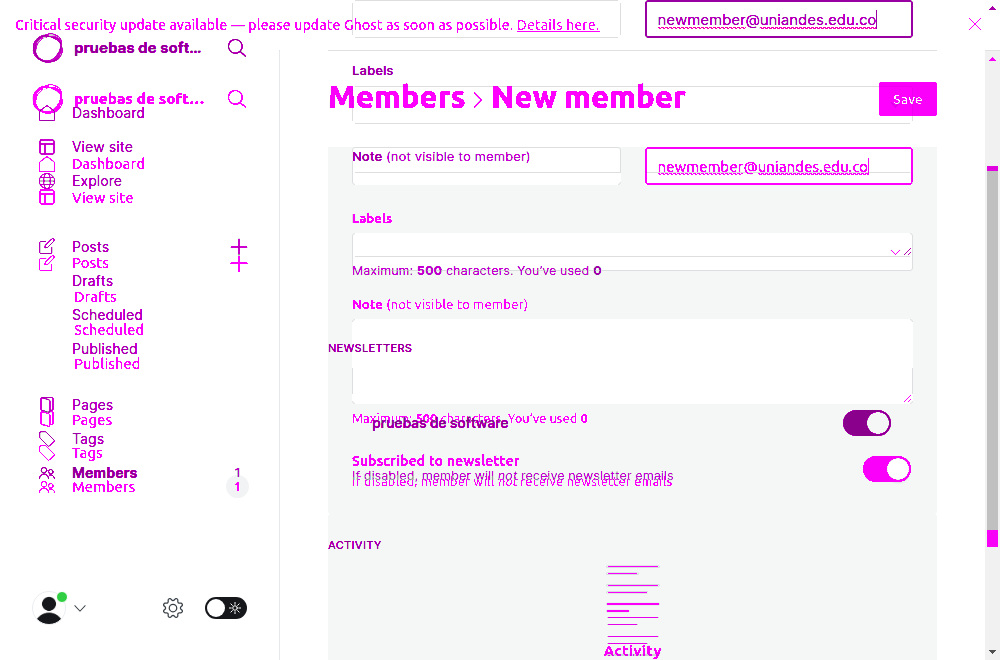 newmember@uniandes.edu.co
Critical security update available — please update Ghost as soon as possible. Details here.
pruebas de soft...
Labels
pruebas de soft...
Members › New member
Save
Dashboard
View site
Note (not visible to member)
Dashboard
newmember@uniandes.edu.co
Explore
View site
Labels
Posts
Posts
Maximum: 500 characters. You've used 0
Drafts
Drafts
Note (not visible to member)
Scheduled
Scheduled
Published
NEWSLETTERS
Published
Pages
Pages
Maximum: 500 characters. You've used 0
pruebas de software
Tags
Tags
Subscribed to newsletter
Members 1
If disabled, member will not receive newsletter emails
If disabled, member will not receive newsletter emails
Members 1
ACTIVITY
Activity